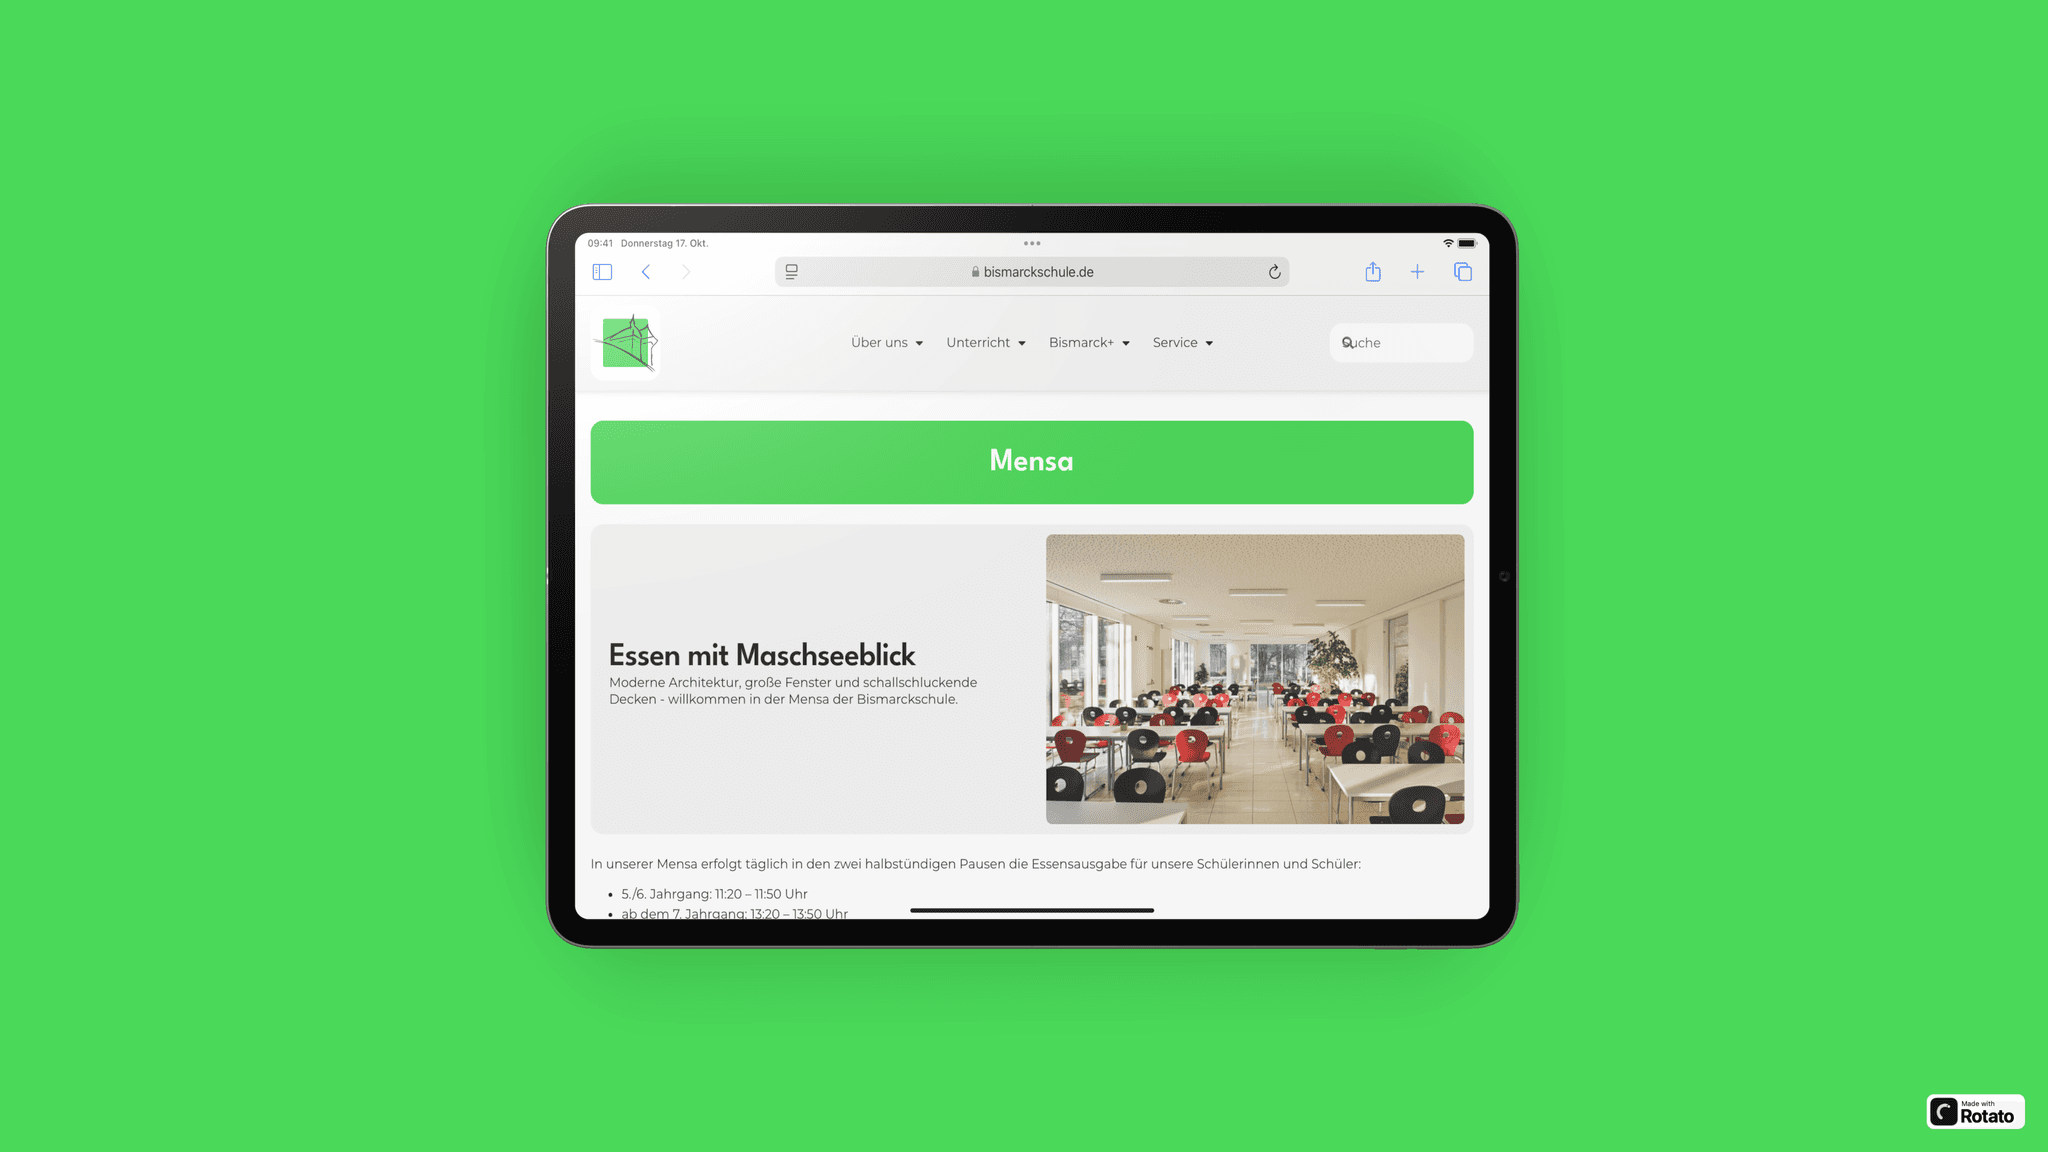 09:41 Donnerstag 17. Okt.
bismarckschule.de
Über uns
Unterricht
Bismarck+
Service
Suche
Mensa
Essen mit Maschseeblick
Moderne Architektur, große Fenster und schallschluckende
Decken - willkommen in der Mensa der Bismarckschule.
In unserer Mensa erfolgt täglich in den zwei halbstündigen Pausen die Essensausgabe für unsere Schülerinnen und Schüler:
• 5./6. Jahrgang: 11:20 – 11:50 Uhr
• ab dem 7. Jahrgang: 13:20 – 13:50 Uhr
Made with
Rotato